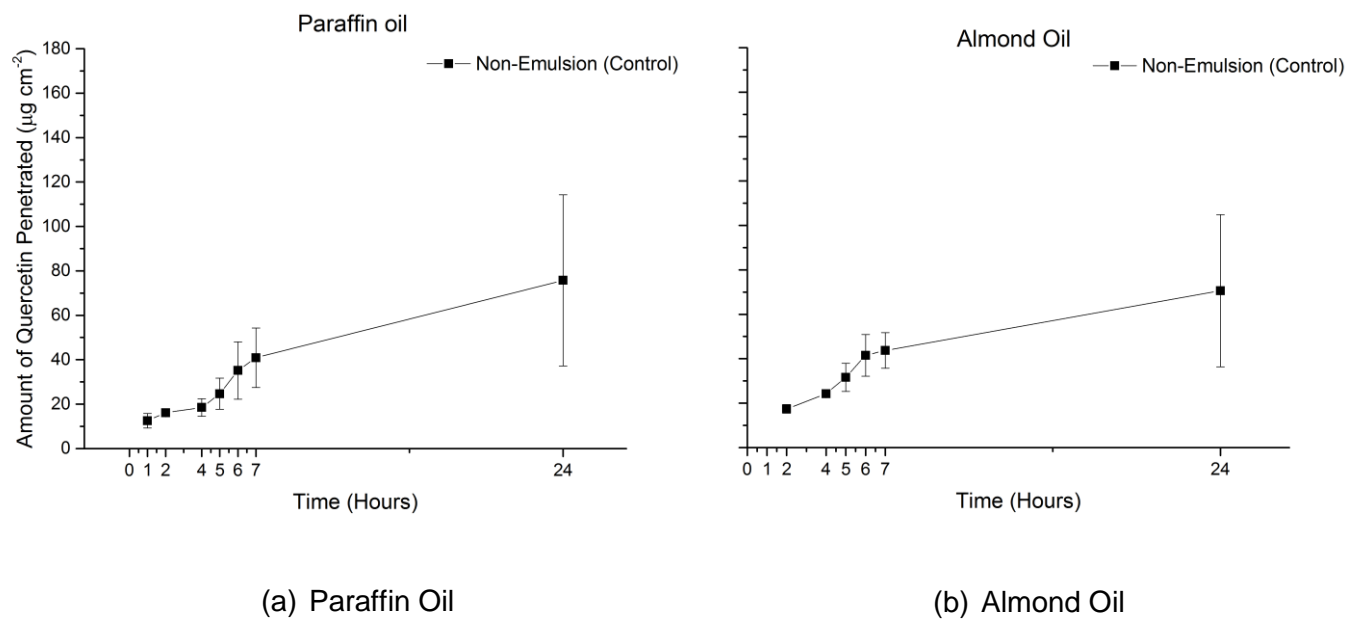 Paraffin oil
Non-Emulsion (Control)
Amount of Quercetin Penetrated (μg cm-2)
180
160
140
120
100
80
60
40
20
0
0 1 2 4 5 6 7 24
Time (Hours)
(a) Paraffin Oil
Almond Oil
Non-Emulsion (Control)
0 1 2 4 5 6 7 24
Time (Hours)
(b) Almond Oil